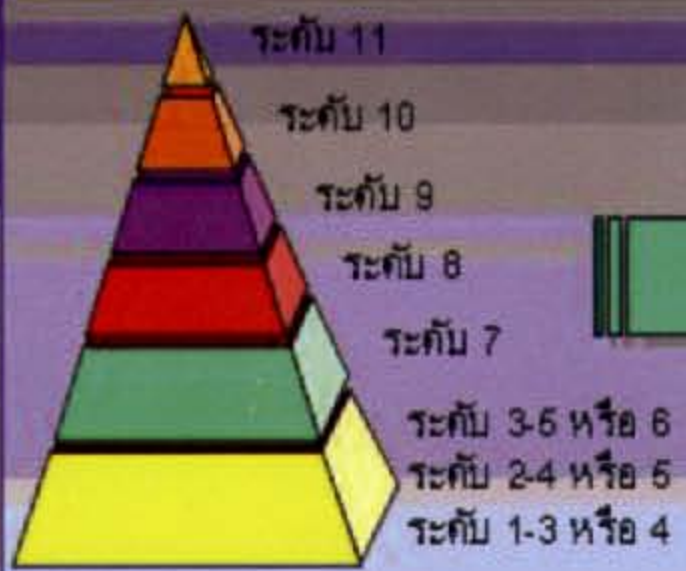 ระดับ 11
ระดับ 10
ระดับ 9
ระดับ 8
ระดับ 7
ระดับ 3-5 หรือ 6
ระดับ 2-4 หรือ 5
ระดับ 1-3 หรือ 4